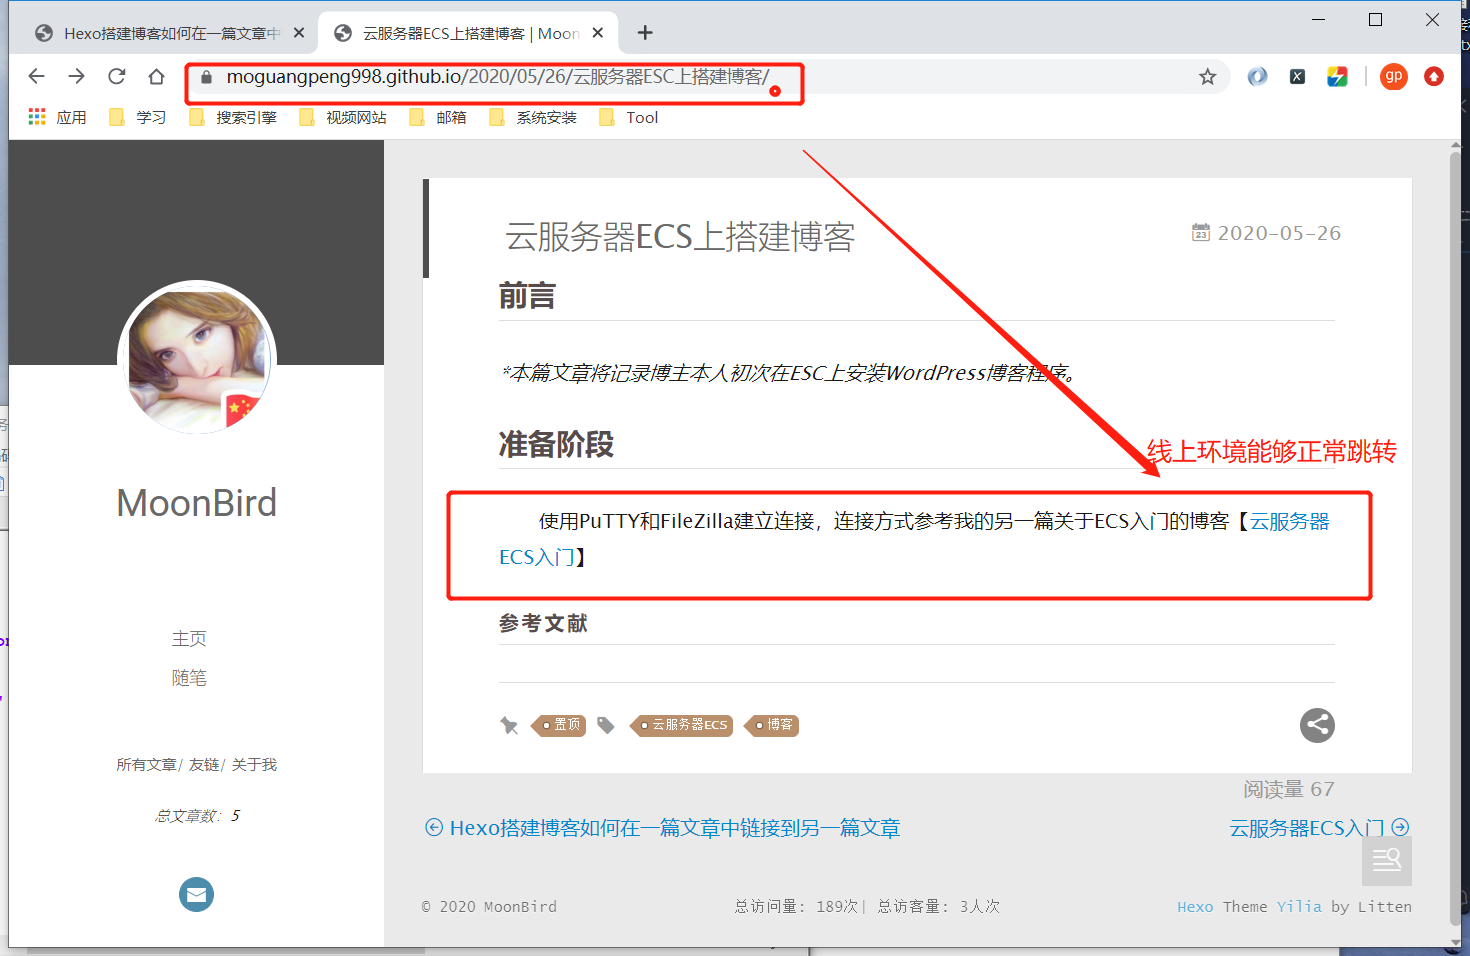 Hexo搭建博客如何在一篇文章中
云服务器ECS上搭建博客 | Moon
moguangpeng998.github.io/2020/05/26/云服务器ESC上搭建博客/
gp
应用 学习 搜索引擎 视频网站 邮箱 系统安装 Tool
云服务器ECS上搭建博客
2020-05-26
前言
*本篇文章将记录博主本人初次在ESC上安装WordPress博客程序。
准备阶段
线上环境能够正常跳转
使用PuTTY和FileZilla建立连接，连接方式参考我的另一篇关于ECS入门的博客【云服务器
ECS入门】
参考文献
置顶 云服务器ECS 博客
阅读量 67
Hexo搭建博客如何在一篇文章中链接到另一篇文章
云服务器ECS入门
MoonBird
主页
随笔
所有文章/ 友链/ 关于我
总文章数：5
© 2020 MoonBird
总访问量: 189次| 总访客量: 3人次
Hexo Theme Yilia by Litten